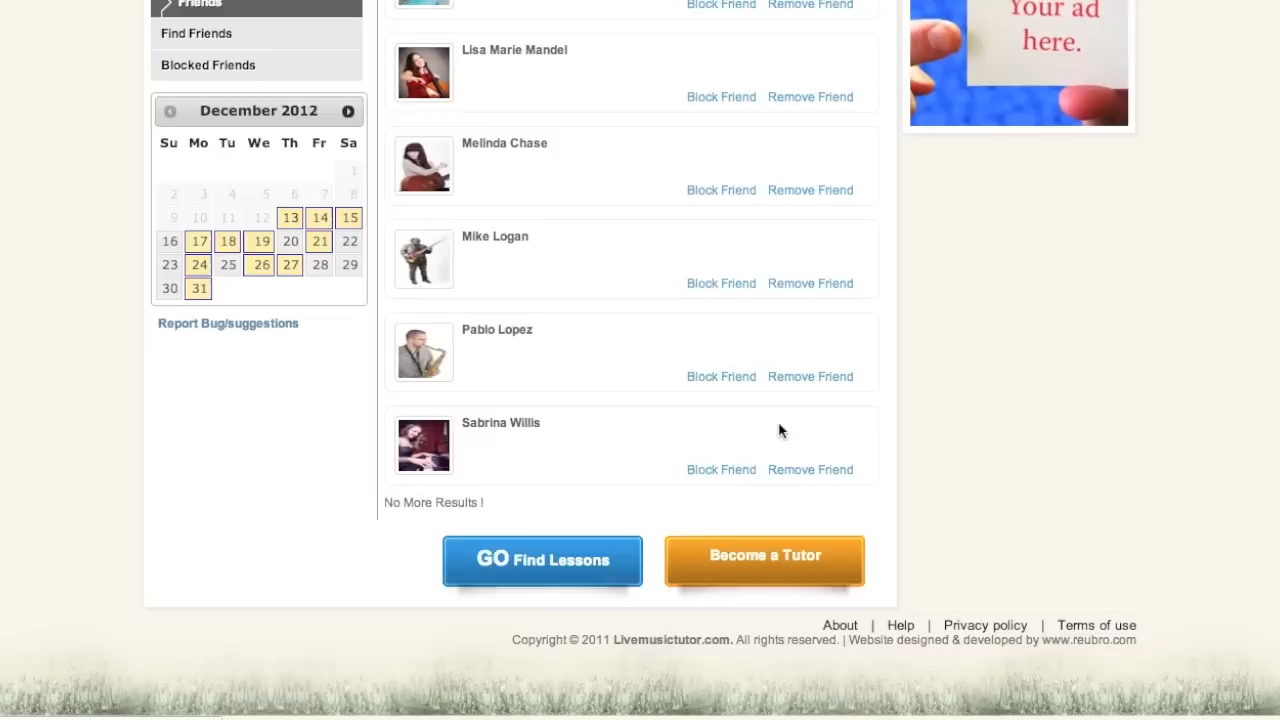 Friends
Find Friends
Blocked Friends
December 2012
Su Mo Tu We Th Fr Sa
1
2 3 4 5 6 7 8
9 10 11 12 13 14 15
16 17 18 19 20 21 22
23 24 25 26 27 28 29
30 31
Report Bug/suggestions
Block Friend Remove Friend
Lisa Marie Mandel
Block Friend Remove Friend
Melinda Chase
Block Friend Remove Friend
Mike Logan
Block Friend Remove Friend
Pablo Lopez
Block Friend Remove Friend
Sabrina Willis
Block Friend Remove Friend
No More Results !
GO Find Lessons
Become a Tutor
Your ad
here.
About | Help | Privacy policy | Terms of use
Copyright © 2011 Livemusictutor.com. All rights reserved. | Website designed & developed by www.reubro.com